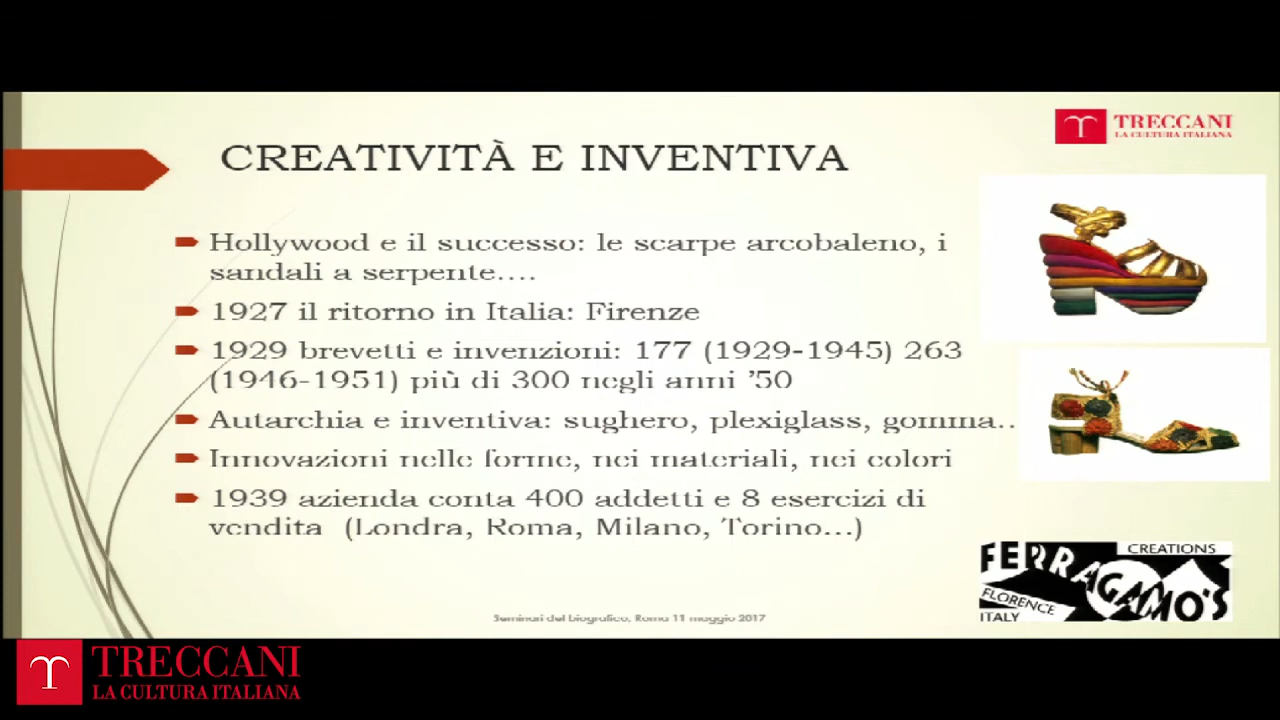 TRECCANI
LA CULTURA ITALIANA
CREATIVITÀ E INVENTIVA
Hollywood e il successo: le scarpe arcobaleno, i
sandali a serpente....
1927 il ritorno in Italia: Firenze
1929 brevetti e invenzioni: 177 (1929-1945) 263
(1946-1951) più di 300 negli anni '50
Autarchia e inventiva: sughero, plexiglass, gomma..
Innovazioni nelle forme, nei materiali, nei colori
1939 azienda conta 400 addetti e 8 esercizi di
vendita (Londra, Roma, Milano, Torino...)
CREATIONS
FERRAGAMO'S
FLORENCE
ITALY
Seminari del biografico, Roma 11 maggio 2017
TRECCANI
LA CULTURA ITALIANA